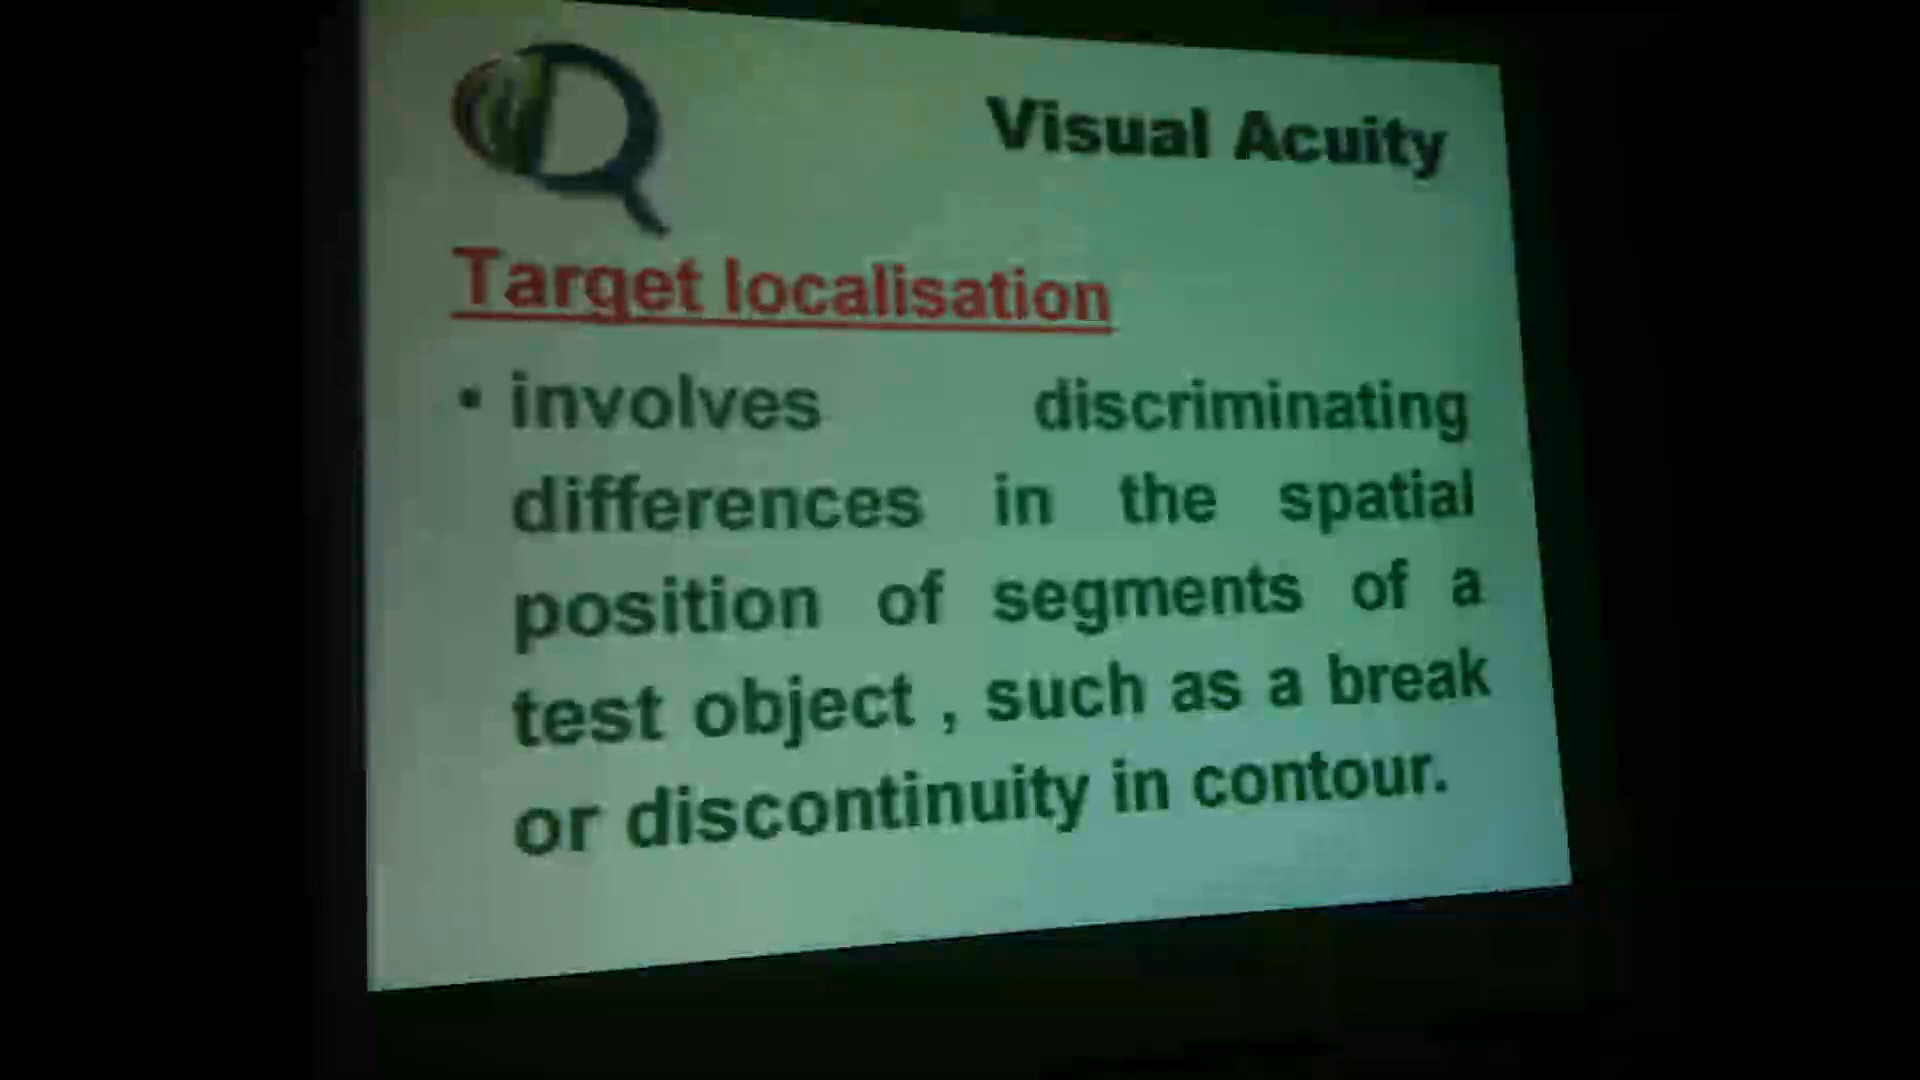 Visual Acuity
Target localisation
• involves discriminating
differences in the spatial
position of segments of a
test object , such as a break
or discontinuity in contour.